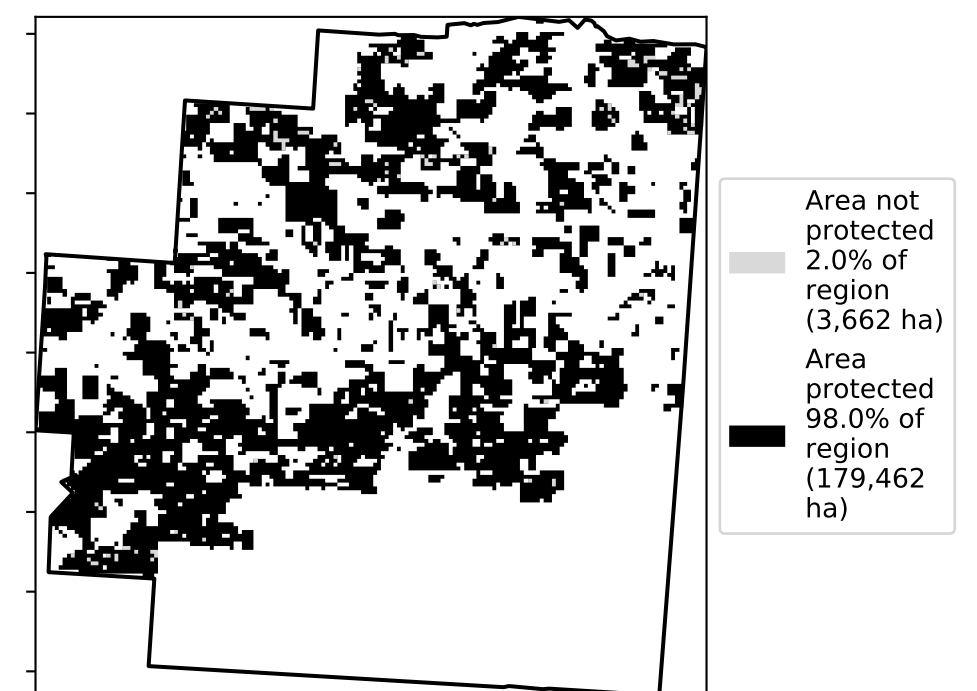 Area not
protected
2.0% of
region
(3,662 ha)
Area
protected
98.0% of
region
(179,462
ha)